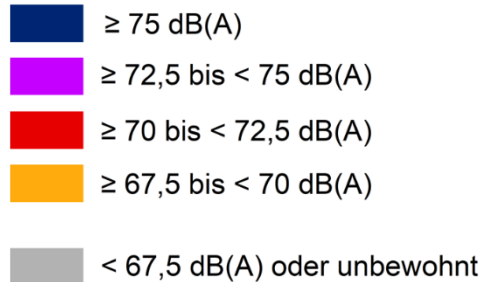 ≥ 75 dB(A)
≥ 72,5 bis < 75 dB(A)
≥ 70 bis < 72,5 dB(A)
≥ 67,5 bis < 70 dB(A)
< 67,5 dB(A) oder unbewohnt